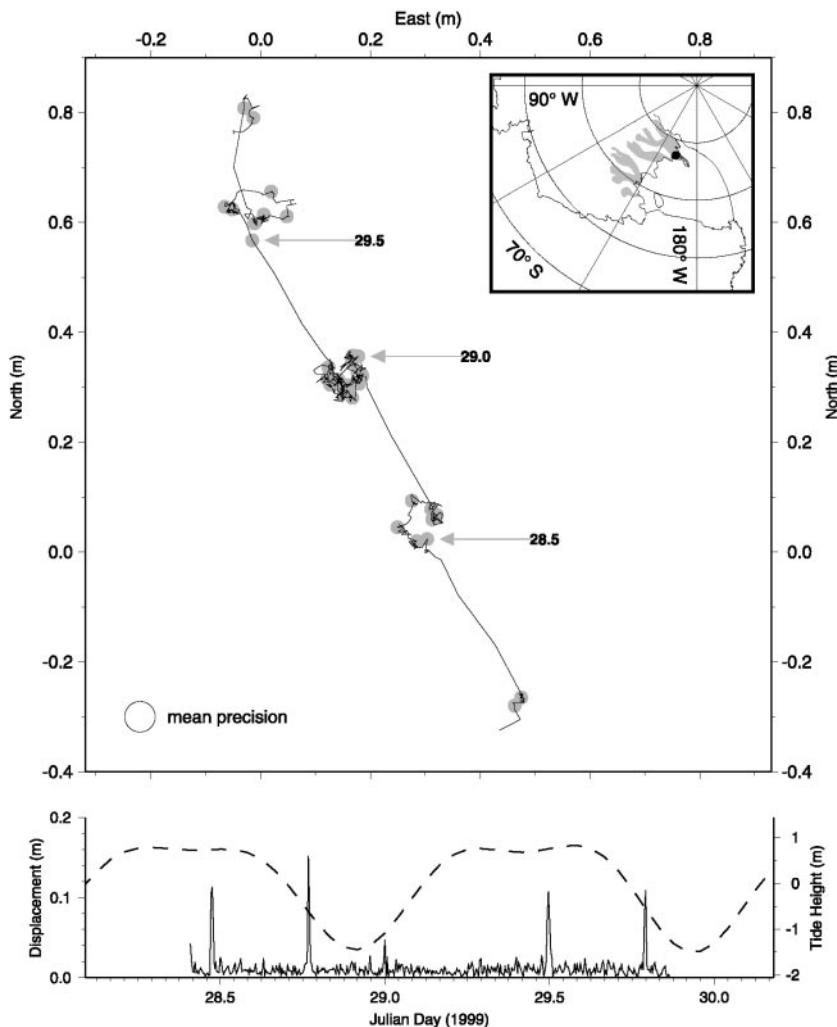 East (m)
-0.2 0.0 0.2 0.4 0.6 0.8
0.8 0.8
90° W
0.6 0.6
29.5
180° W
70° S
0.4 0.4
29.0
North (m) North (m)
0.2 0.2
0.0 0.0
28.5
-0.2 -0.2
mean precision
-0.4 -0.4
0.2
1
Displacement (m) 0.1 0 Tide Height (m)
-1
0.0 -2
28.5 29.0 29.5 30.0
Julian Day (1999)